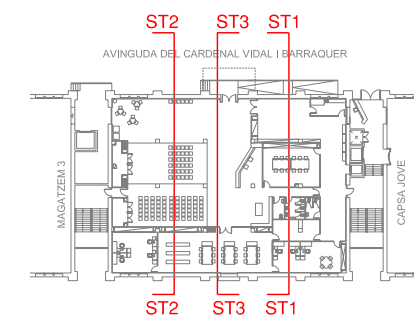 ST2 ST3 ST1
AVINGUDA DEL CARDENAL VIDAL I BARRAQUER
MAGATZEM 3
CAPSA JOVE
ST2 ST3 ST1